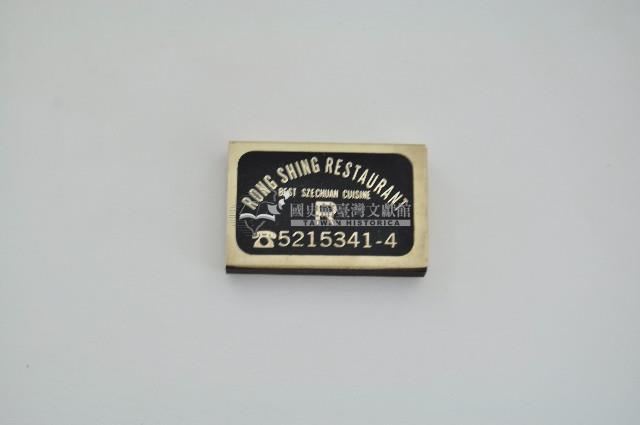 RONG SHING RESTAURANT
BEST SZECHUAN CUISINE
R
國史館臺灣文獻館
TAIWAN HISTORICA
☎5215341-4